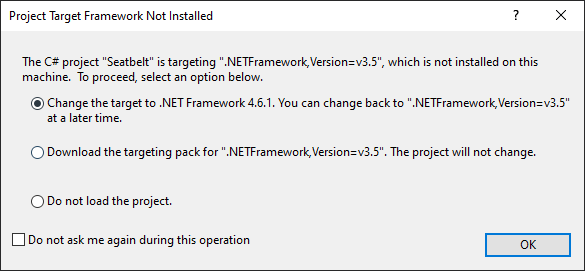 Project Target Framework Not Installed
The C# project "Seatbelt" is targeting ".NETFramework,Version=v3.5", which is not installed on this
machine.  To proceed, select an option below.
Change the target to .NET Framework 4.6.1. You can change back to ".NETFramework,Version=v3.5"
at a later time.
Download the targeting pack for ".NETFramework,Version=v3.5". The project will not change.
Do not load the project.
Do not ask me again during this operation
OK